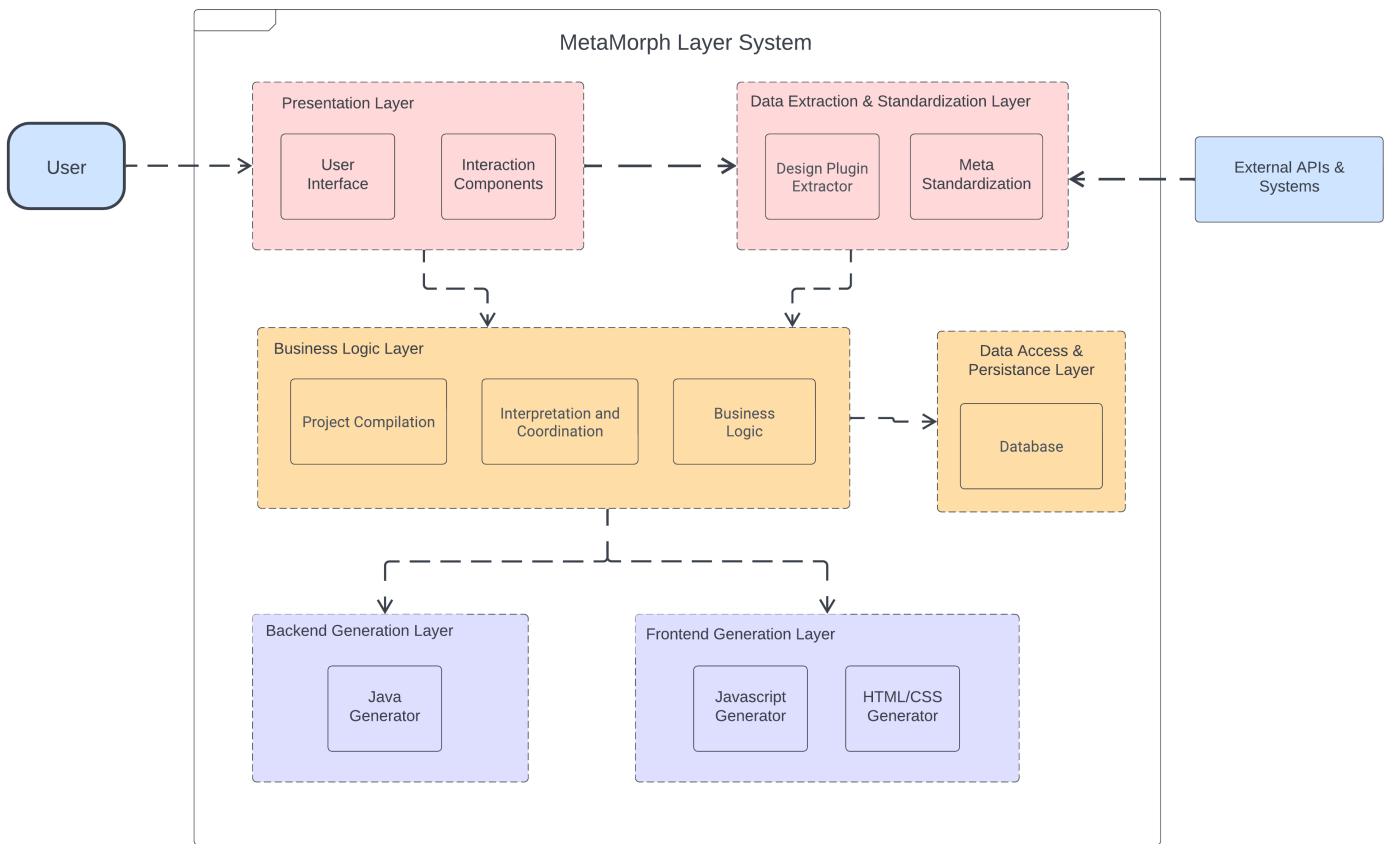 MetaMorph Layer System
User
Presentation Layer
User
Interface
Interaction
Components
Data Extraction & Standardization Layer
Design Plugin
Extractor
Meta
Standardization
External APIs &
Systems
Business Logic Layer
Project Compilation
Interpretation and
Coordination
Business
Logic
Data Access &
Persistance Layer
Database
Backend Generation Layer
Java
Generator
Frontend Generation Layer
Javascript
Generator
HTML/CSS
Generator